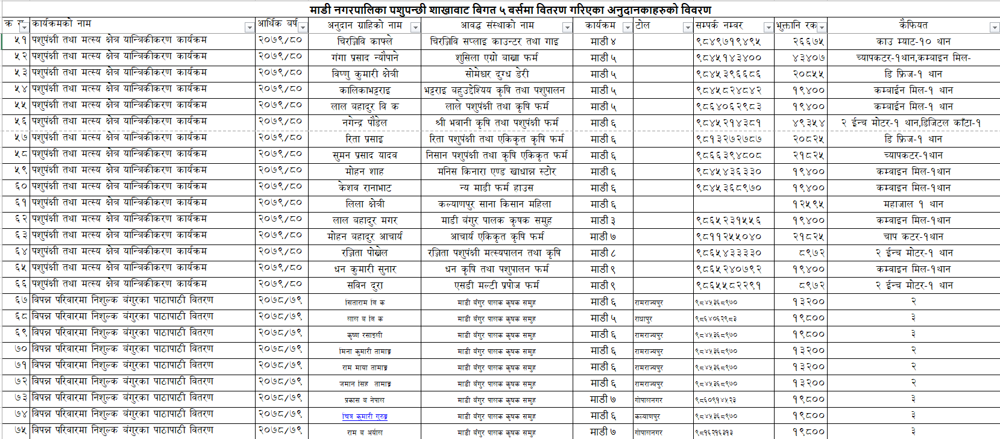 माडी नगरपालिका पशुपन्छी शाखावाट बिगत ५ बर्समा वितरण गरिएका अनुदानकाहरुको विवरण
क्र स कार्यक्रमको नाम आर्थिक बर्ष अनुदान ग्राहिको नाम आवद्ध संस्थाको नाम कार्यक्रम टोल सम्पर्क नम्वर भुक्तानि रक कैफियत
५१ पशुपंक्षी तथा मत्स्य क्षेत्र यान्त्रिकीकरण कार्यक्रम २०७९/८० चिरञ्जिवि काफ्ले चिरञ्जिवि सप्लाइ काउन्टर तथा गाइ माडी ४ ९८४९७१९४९५ २६६७५ काउ म्याट-१० थान
५२ पशुपंक्षी तथा मत्स्य क्षेत्र यान्त्रिकीकरण कार्यक्रम २०७९/८० गंगा प्रसाद न्यौपाने शुसिला एग्रो बाख्रा फर्म माडी ५ ९८४५१४३४०० ४३४०७ च्यापकटर-१थान,कम्बाइन मिल-
५३ पशुपंक्षी तथा मत्स्य क्षेत्र यान्त्रिकीकरण कार्यक्रम २०७९/८० विष्णु कुमारी क्षेत्री सोमेश्वर दुग्ध डेरी माडी ५ ९८४५३९६६८६ २०८५५ डि फ्रिज-१ थान
५४ पशुपंक्षी तथा मत्स्य क्षेत्र यान्त्रिकीकरण कार्यक्रम २०७९/८० कालिकाभट्टराइ भट्टराइ बहुउद्देश्यिय कृषि तथा पशुपालन माडी ५ ९८४५८२४८४२ १९४०० कम्बाईन मिल-१ थान
५५ पशुपंक्षी तथा मत्स्य क्षेत्र यान्त्रिकीकरण कार्यक्रम २०७९/८० लाल बहादुर वि क लाले पशुपंक्षी तथा कृषि फर्म माडी ५ ९८६४०६२९८३ १९४०० कम्बाईन मिल-१ थान
५६ पशुपंक्षी तथा मत्स्य क्षेत्र यान्त्रिकीकरण कार्यक्रम २०७९/८० नगेन्द्र पौडेल श्री भवानी कृषि तथा पशुपंक्षी फर्म माडी ६ ९८४५२१४३८१ ४९३५४ २ ईन्च मोटर-१ थान,डिजिटल काँटा-१
५७ पशुपंक्षी तथा मत्स्य क्षेत्र यान्त्रिकीकरण कार्यक्रम २०७९/८० रिता प्रसाइ रिता पशुपंक्षी तथा एकिकृत कृषि फर्म माडी ६ ९८१३२७२७८७ २०८२५ डि फ्रिज-१ थान
५८ पशुपंक्षी तथा मत्स्य क्षेत्र यान्त्रिकीकरण कार्यक्रम २०७९/८० सुमन प्रसाद यादव निसान पशुपंक्षी तथा कृषि एकिकृत फर्म माडी ६ ९८६६३९४८०८ २१८२५ च्यापकटर-१थान
५९ पशुपंक्षी तथा मत्स्य क्षेत्र यान्त्रिकीकरण कार्यक्रम २०७९/८० मोहन शाह मनिस किनारा एण्ड खाधान्न स्टोर माडी ६ ९८४५४३६३३० १९४०० कम्वाइन मिल-१थान
६० पशुपंक्षी तथा मत्स्य क्षेत्र यान्त्रिकीकरण कार्यक्रम २०७९/८० केशव रानाभाट न्य माडी फर्म हाउस माडी ६ ९८४५३६८९७० १९४०० कम्वाइन मिल-१थान
६१ पशुपंक्षी तथा मत्स्य क्षेत्र यान्त्रिकीकरण कार्यक्रम २०७९/८० लिला क्षेत्री कल्याणपुर साना किसान महिला माडी ६ १२५९५ महाजाल १ थान
६२ पशुपंक्षी तथा मत्स्य क्षेत्र यान्त्रिकीकरण कार्यक्रम २०७९/८० लाल बहादुर मगर माडी बंगुर पालक कृषक समुह माडी ३ ९८६५२३१५५६ १९४०० कम्वाइन मिल-१थान
६३ पशुपंक्षी तथा मत्स्य क्षेत्र यान्त्रिकीकरण कार्यक्रम २०७९/८० मोहन बहादुर आचार्य आचार्य एकिकृत कृषि फर्म माडी ७ ९८११२५५०४० २१८२५ चाप कटर-१थान
६४ पशुपंक्षी तथा मत्स्य क्षेत्र यान्त्रिकीकरण कार्यक्रम २०७९/८० रञ्जिता पोख्रेल रञ्जिता पशुपंक्षी मत्स्यपालन तथा कृषि माडी ८ ९८६५४३३३३० ८९७२ २ ईन्च मोटर-१ थान
६५ पशुपंक्षी तथा मत्स्य क्षेत्र यान्त्रिकीकरण कार्यक्रम २०७९/८० धन कुमारी सुनार धन कृषि तथा पशुपालन फर्म माडी ९ ९८६५२४०७९२ १९४०० कम्वाइन मिल-१थान
६६ पशुपंक्षी तथा मत्स्य क्षेत्र यान्त्रिकीकरण कार्यक्रम २०७९/८० सविन दुरा एसडी मल्टी प्रपोज फर्म माडी ९ ९८६५५८२२९१ ८९७२ २ ईन्च मोटर-१ थान
६७ विपन्न परिवारमा निशुल्क बंगुरका पाठापाठी वितरण २०७८/७९ सिताराम वि क माडी बंगुर पालक कृषक समुह माडी ६ रामराज्यपुर ९८४५३६८९७० १३२०० २
६८ विपन्न परिवारमा निशुल्क बंगुरका पाठापाठी वितरण २०७८/७९ लाल ब वि क माडी बंगुर पालक कृषक समुह माडी ५ राधापुर ९८६४०६२९८३ १९८०० ३
६९ विपन्न परिवारमा निशुल्क बंगुरका पाठापाठी वितरण २०७८/७९ कृष्ण रसाइली माडी बंगुर पालक कृषक समुह माडी ६ रामराज्यपुर ९८४५३६८९७० १९८०० ३
७० विपन्न परिवारमा निशुल्क बंगुरका पाठापाठी वितरण २०७८/७९ मिना कुमारी तामाङ्ग माडी बंगुर पालक कृषक समुह माडी ६ रामराज्यपुर ९८४५३६८९७० १३२०० २
७१ विपन्न परिवारमा निशुल्क बंगुरका पाठापाठी वितरण २०७८/७९ राम माया तामाङ्ग माडी बंगुर पालक कृषक समुह माडी ६ रामराज्यपुर ९८४५३६८९७० १३२०० २
७२ विपन्न परिवारमा निशुल्क बंगुरका पाठापाठी वितरण २०७८/७९ जमान सिह तामाङ्ग माडी बंगुर पालक कृषक समुह माडी ६ रामराज्यपुर ९८४५३६८९७० १३२०० २
७३ विपन्न परिवारमा निशुल्क बंगुरका पाठापाठी वितरण २०७८/७९ प्रकास ब नेपाल माडी बंगुर पालक कृषक समुह माडी ७ गोपालनगर ९८६०९१४५२३ १९८०० ३
७४ विपन्न परिवारमा निशुल्क बंगुरका पाठापाठी वितरण २०७८/७९ चित्र कुमारी गुरुङ्ग माडी बंगुर पालक कृषक समुह माडी ६ कल्याणपुर ९८४५३६८९७० १९८०० ३
७५ विपन्न परिवारमा निशुल्क बंगुरका पाठापाठी वितरण २०७८/७९ राम ब अर्याल माडी बंगुर पालक कृषक समुह माडी ७ गोपालनगर ९८१६२१६३१३ १९८०० ३